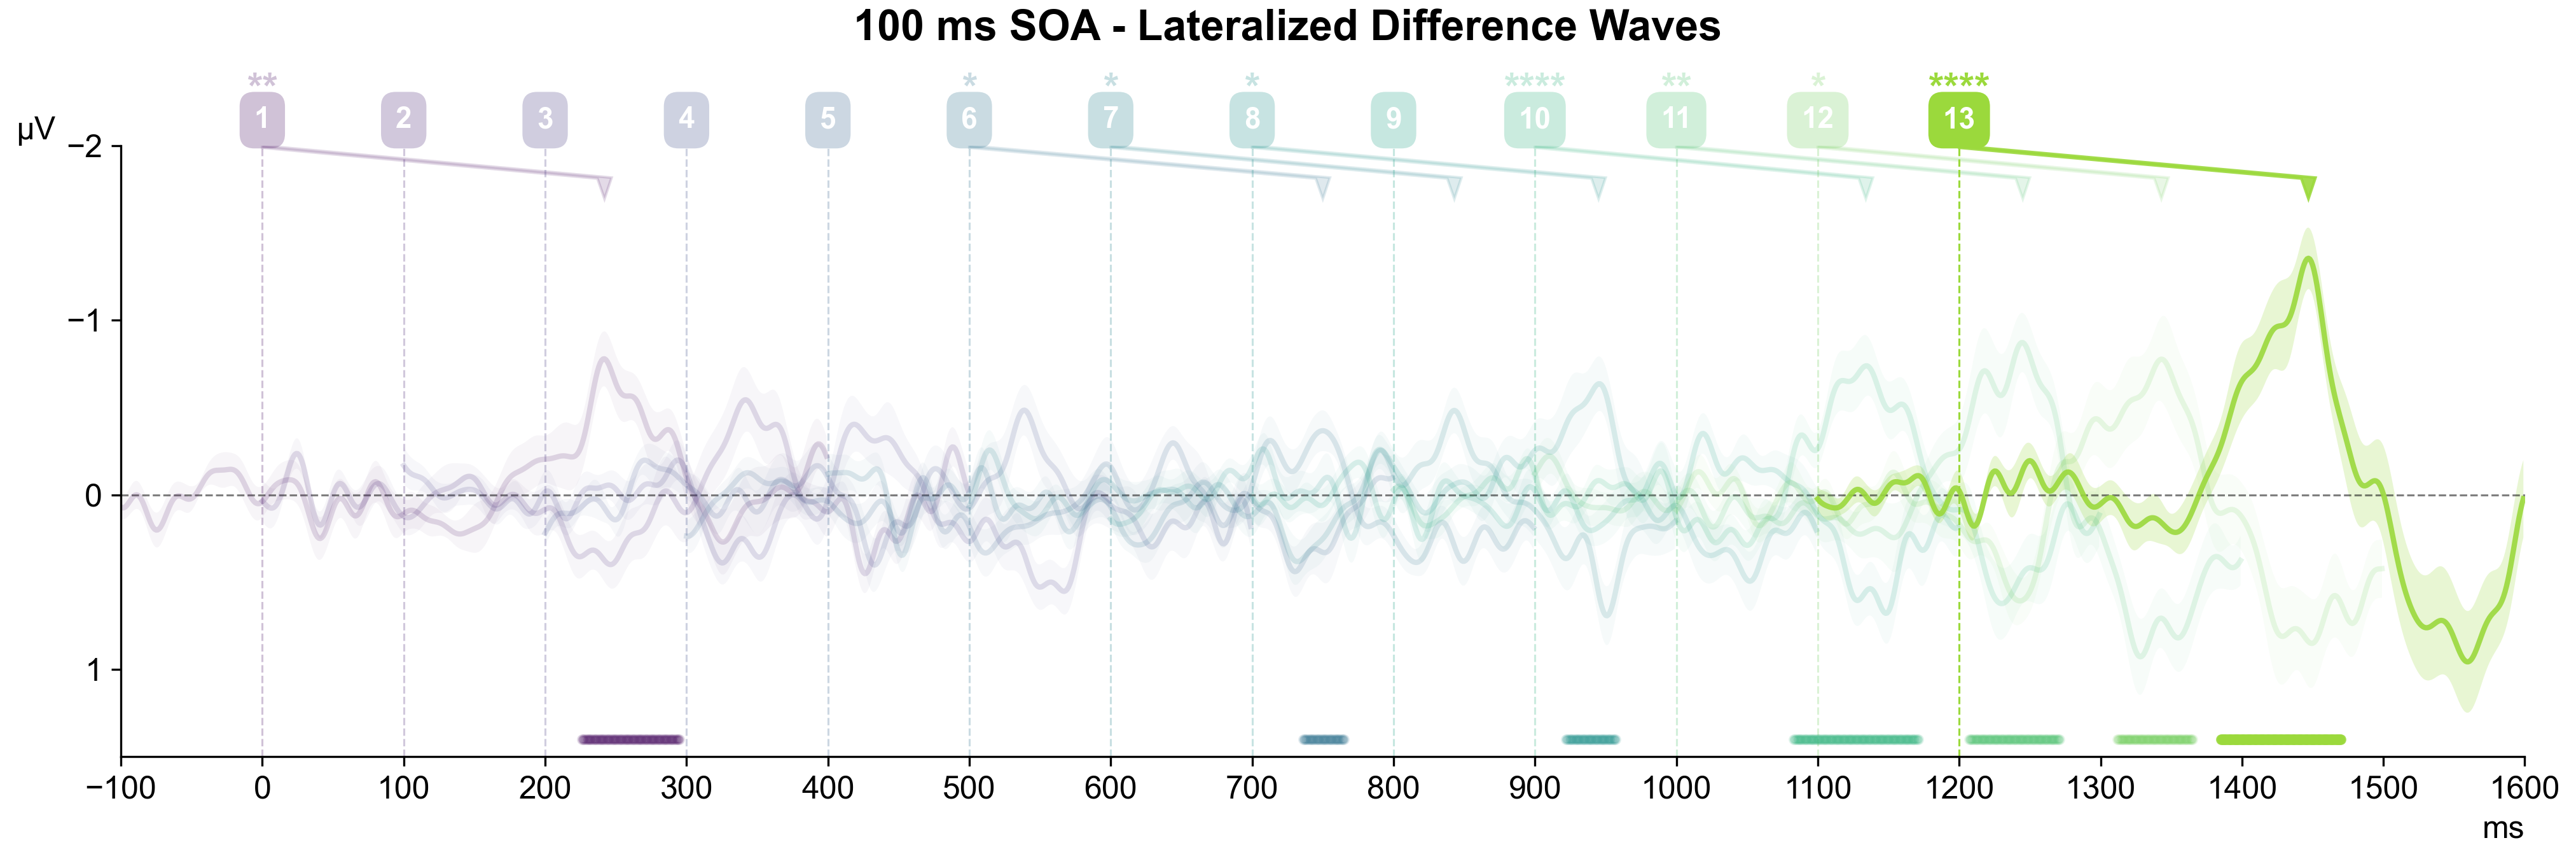 100 ms SOA - Lateralized Difference Waves
** * * * **** ** * ****
1 2 3 4 5 6 7 8 9 10 11 12 13
μV
−2
−1
0
1
−100 0 100 200 300 400 500 600 700 800 900 1000 1100 1200 1300 1400 1500 1600
ms